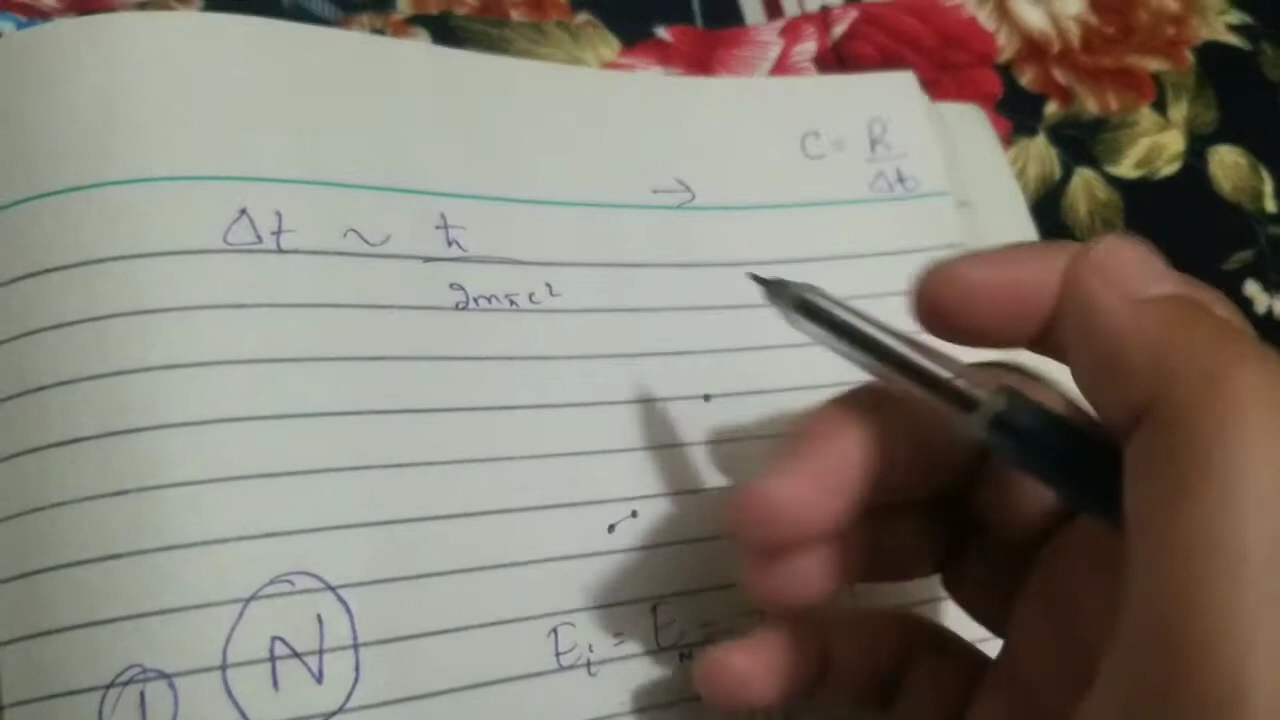 C = R
Δt
→
Δt ~ ħ
2mπc²
N
Ei = E